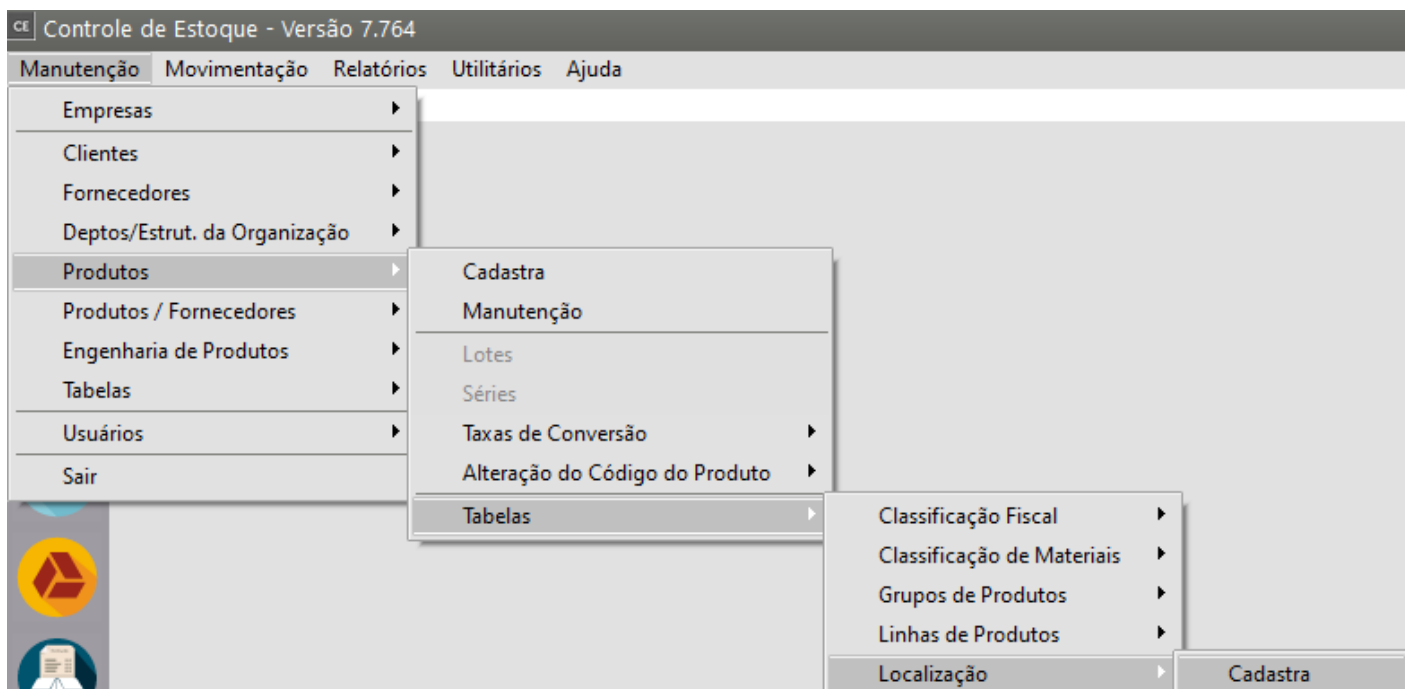 CE Controle de Estoque - Versão 7.764
Manutenção Movimentação Relatórios Utilitários Ajuda
Empresas
Clientes
Fornecedores
Deptos/Estrut. da Organização
Produtos
Produtos / Fornecedores
Engenharia de Produtos
Tabelas
Usuários
Sair
Cadastra
Manutenção
Lotes
Séries
Taxas de Conversão
Alteração do Código do Produto
Tabelas
Classificação Fiscal
Classificação de Materiais
Grupos de Produtos
Linhas de Produtos
Localização
Cadastra